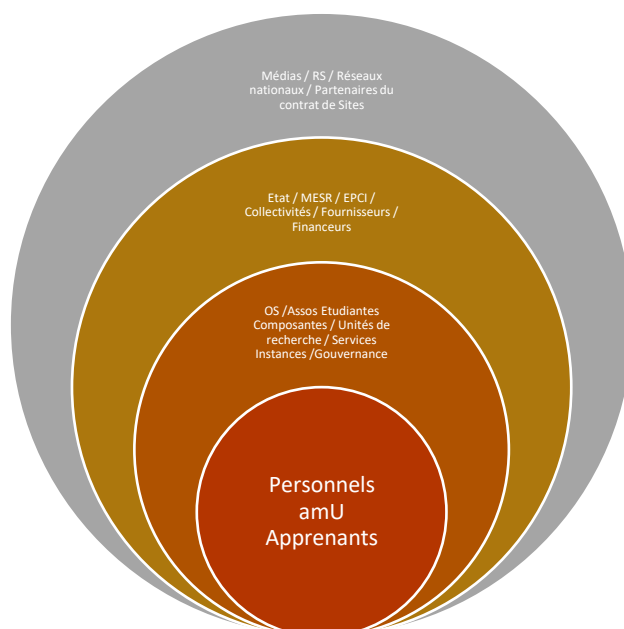 Médias / RS / Réseaux
nationaux / Partenaires du
contrat de Sites
Etat / MESR / EPCI /
Collectivités / Fournisseurs /
Financeurs
OS /Assos Etudiantes
Composantes / Unités de
recherche / Services
Instances /Gouvernance
Personnels
amU
Apprenants